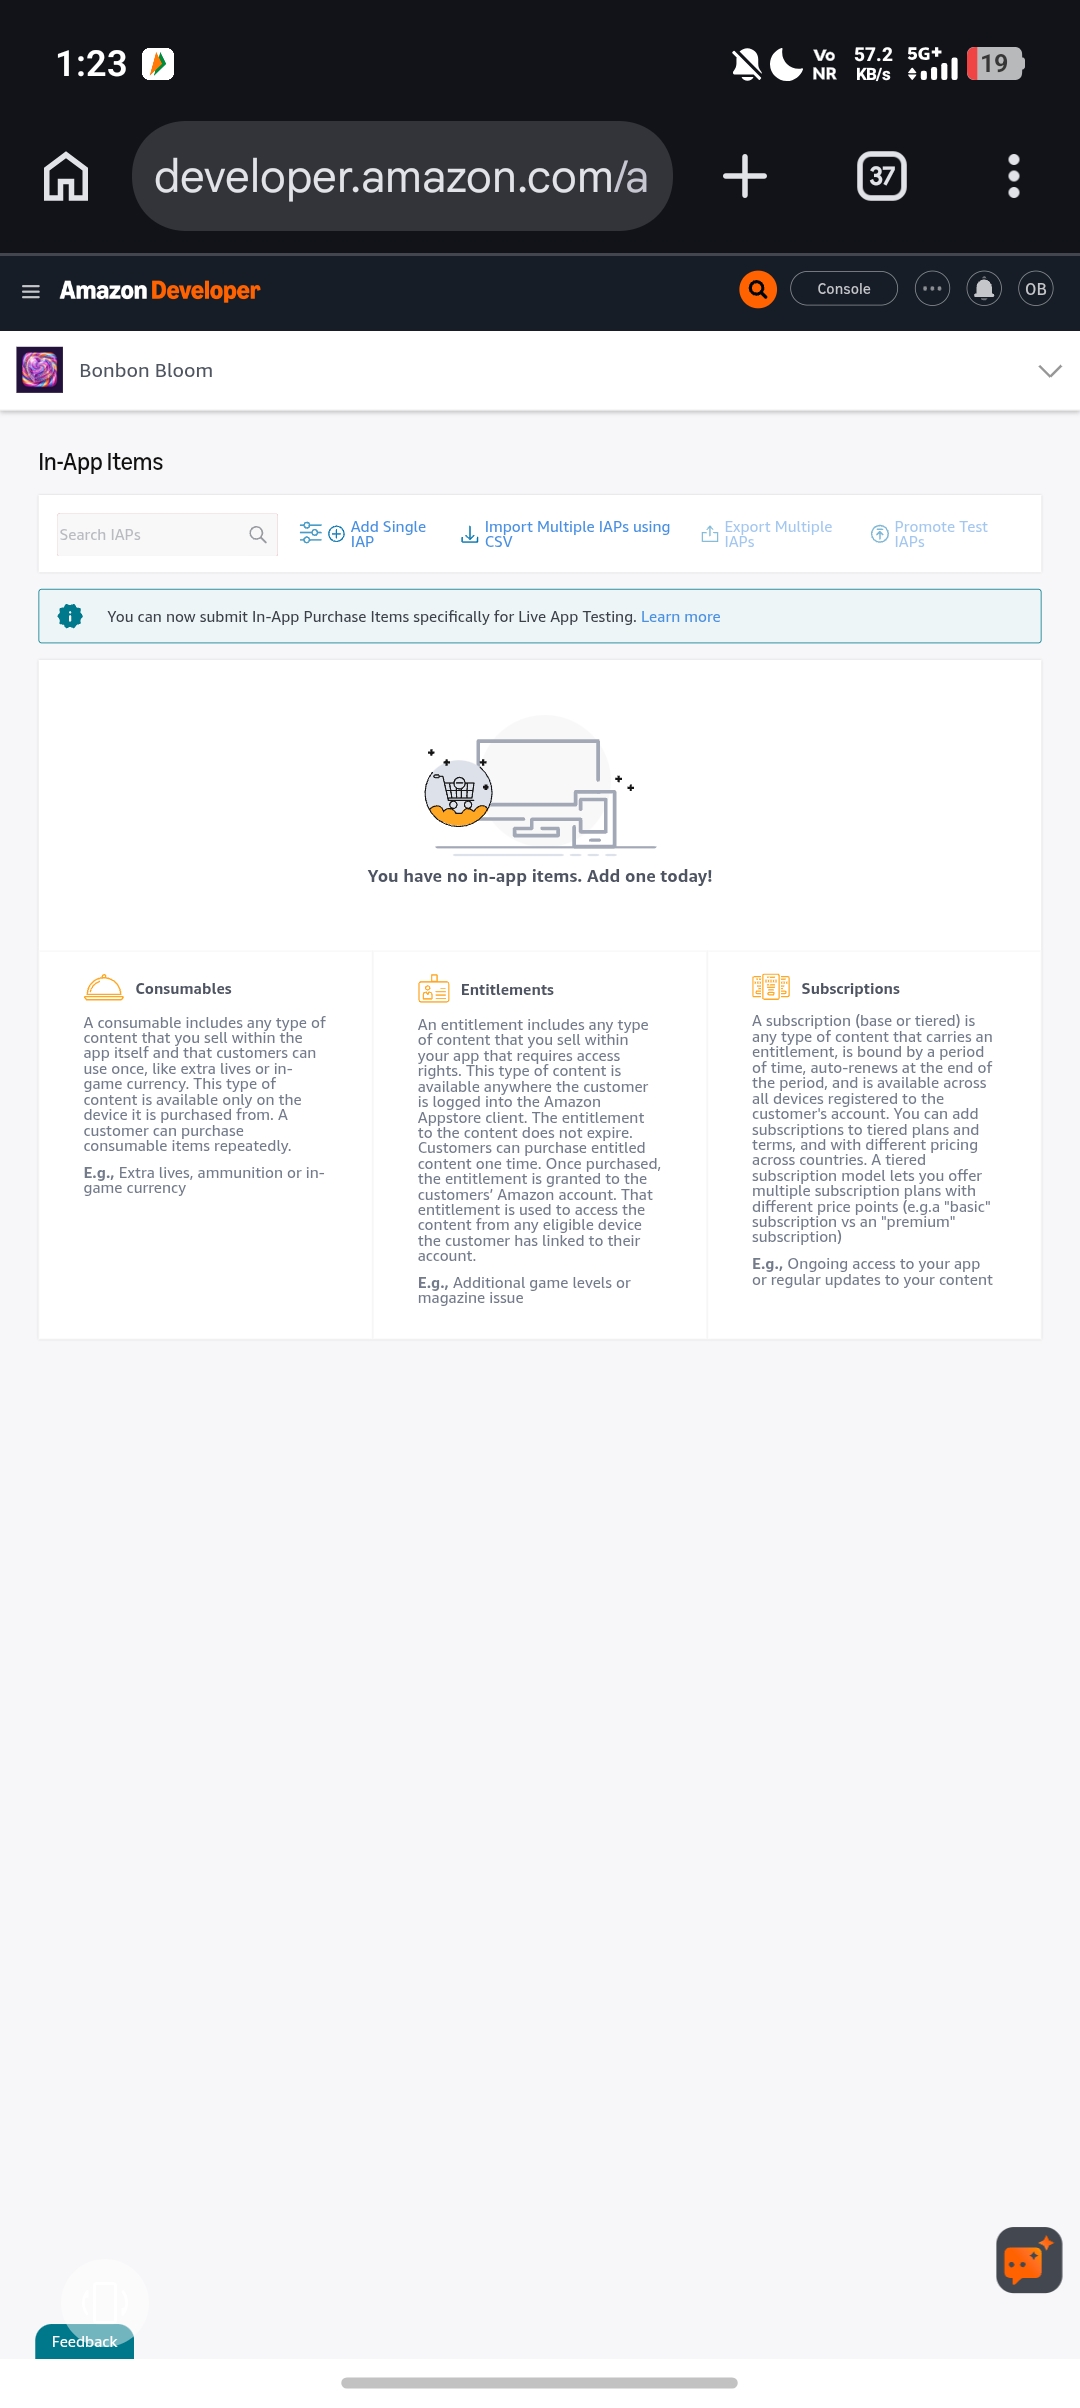 1:23
Vo
NR
57.2
KB/s
5G+
19
developer.amazon.com/a
37
Amazon Developer
Console
OB
Bonbon Bloom
In-App Items
Search IAPs
Add Single
IAP
Import Multiple IAPs using
CSV
Export Multiple
IAPs
Promote Test
IAPs
You can now submit In-App Purchase Items specifically for Live App Testing. Learn more
You have no in-app items. Add one today!
Consumables
A consumable includes any type of
content that you sell within the
app itself and that customers can
use once, like extra lives or in-
game currency. This type of
content is available only on the
device it is purchased from. A
customer can purchase
consumable items repeatedly.
E.g., Extra lives, ammunition or in-
game currency
Entitlements
An entitlement includes any type
of content that you sell within
your app that requires access
rights. This type of content is
available anywhere the customer
is logged into the Amazon
Appstore client. The entitlement
to the content does not expire.
Customers can purchase entitled
content one time. Once purchased,
the entitlement is granted to the
customers’ Amazon account. That
entitlement is used to access the
content from any eligible device
the customer has linked to their
account.
E.g., Additional game levels or
magazine issue
Subscriptions
A subscription (base or tiered) is
any type of content that carries an
entitlement, is bound by a period
of time, auto-renews at the end of
the period, and is available across
all devices registered to the
customer's account. You can add
subscriptions to tiered plans and
terms, and with different pricing
across countries. A tiered
subscription model lets you offer
multiple subscription plans with
different price points (e.g.a "basic"
subscription vs an "premium"
subscription)
E.g., Ongoing access to your app
or regular updates to your content
Feedback